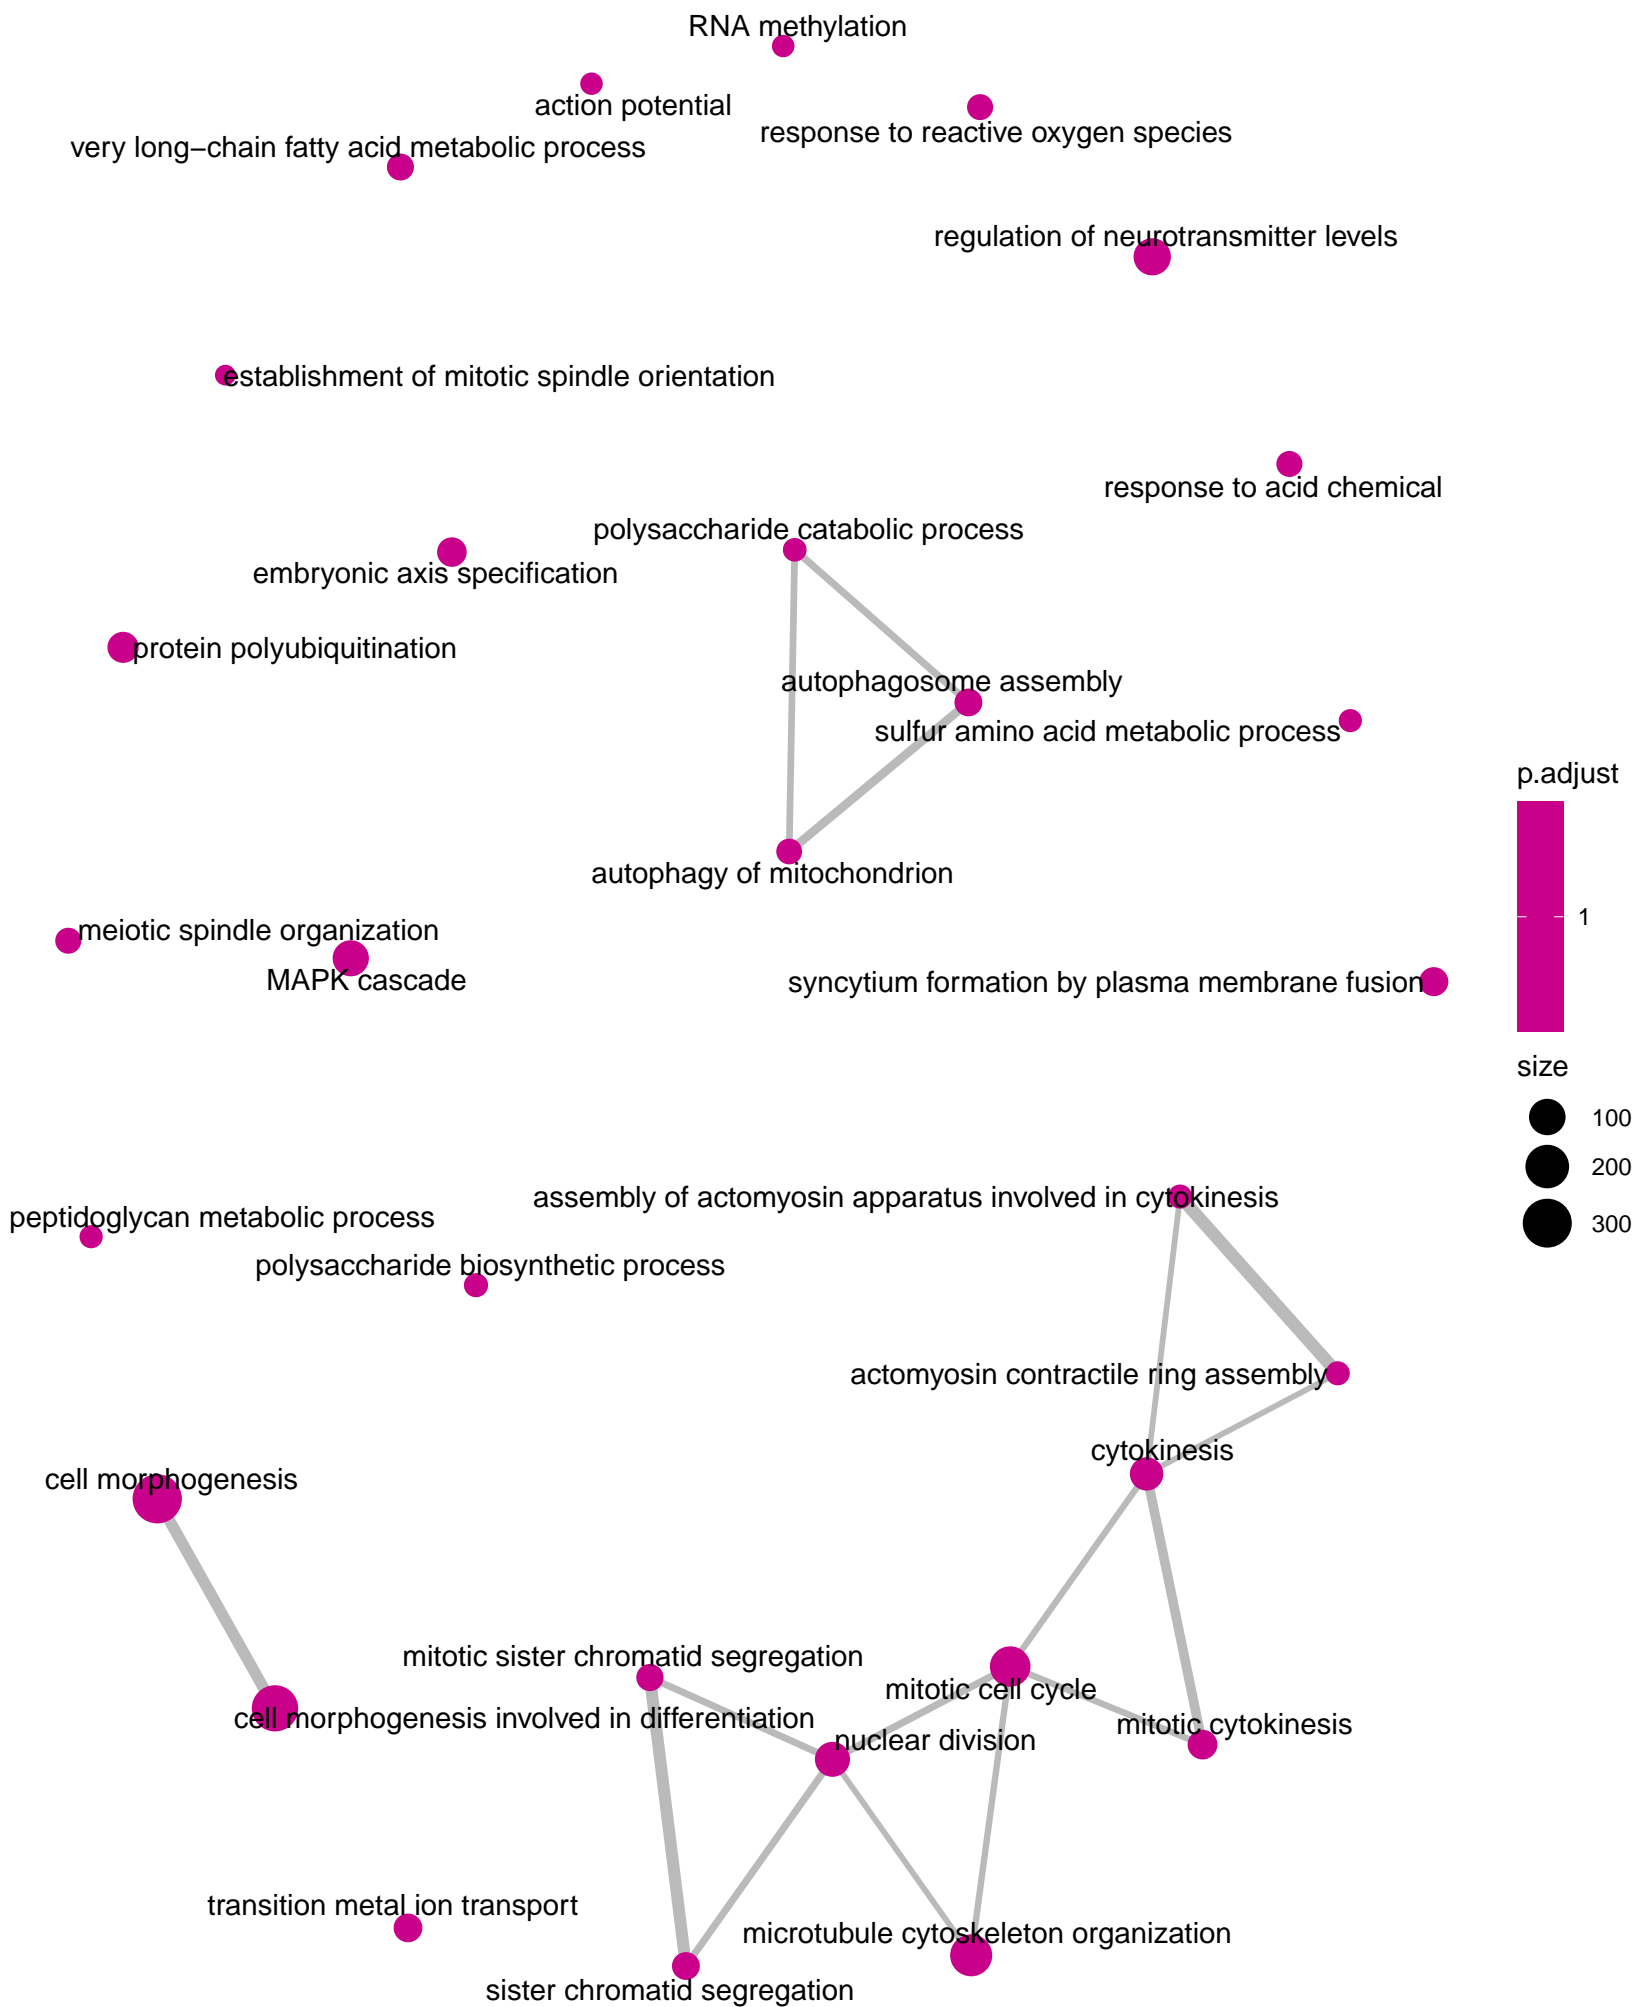 RNA methylation
action potential
response to reactive oxygen species
very long−chain fatty acid metabolic process
regulation of neurotransmitter levels
establishment of mitotic spindle orientation
response to acid chemical
polysaccharide catabolic process
embryonic axis specification
protein polyubiquitination
autophagosome assembly
sulfur amino acid metabolic process
p.adjust
1
autophagy of mitochondrion
meiotic spindle organization
MAPK cascade
syncytium formation by plasma membrane fusion
size
100
200
300
assembly of actomyosin apparatus involved in cytokinesis
peptidoglycan metabolic process
polysaccharide biosynthetic process
actomyosin contractile ring assembly
cytokinesis
cell morphogenesis
mitotic sister chromatid segregation
mitotic cell cycle
cell morphogenesis involved in differentiation
mitotic cytokinesis
nuclear division
transition metal ion transport
microtubule cytoskeleton organization
sister chromatid segregation